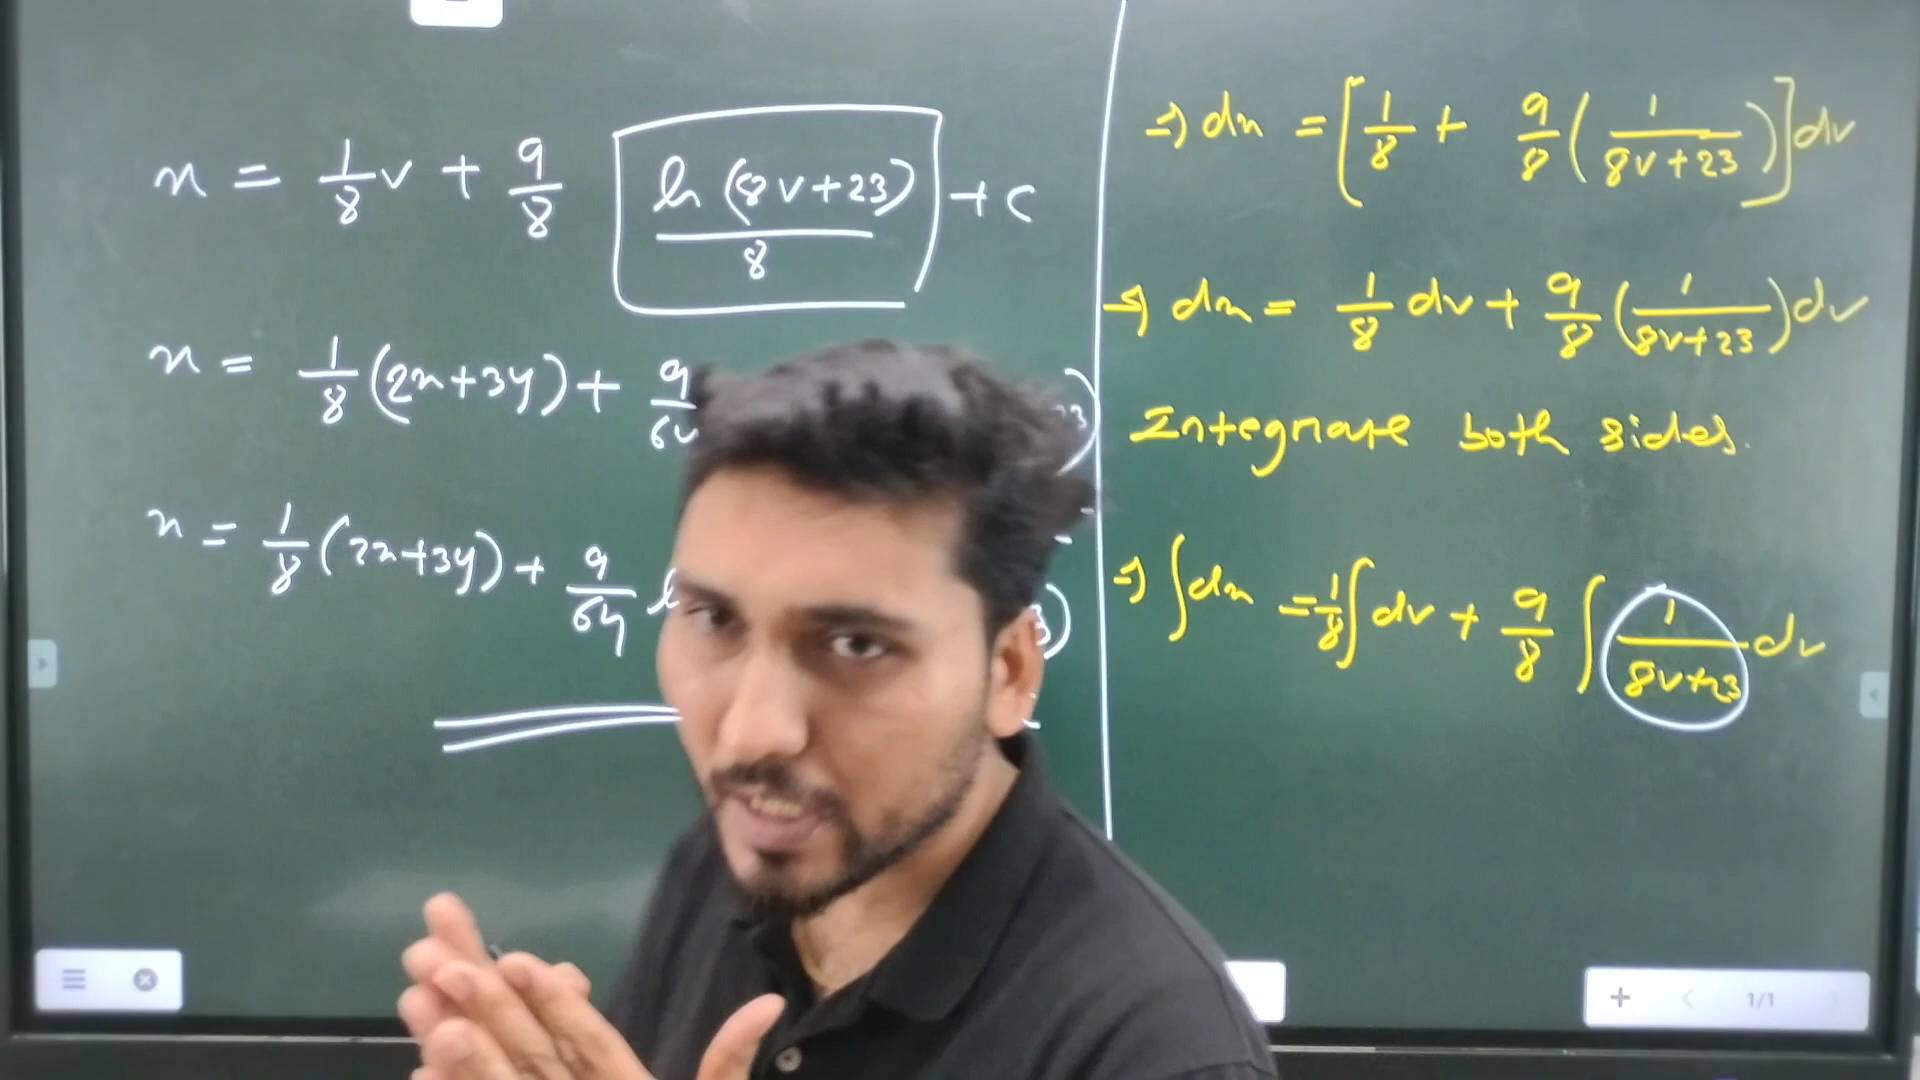 x = 1/8 v + 9/8 ln (8v+23)/8 + c
x = 1/8 (2x+3y) + 9/64
x = 1/8 (2x+3y) + 9/64 3)
⇒ dx = [1/8 + 9/8 (1/(8v+23))] dv
⇒ dx = 1/8 dv + 9/8 (1/(8v+23)) dv
Integrate both sides.
⇒ ∫dx = 1/8 ∫dv + 9/8 ∫ 1/(8v+23) dv
1/1